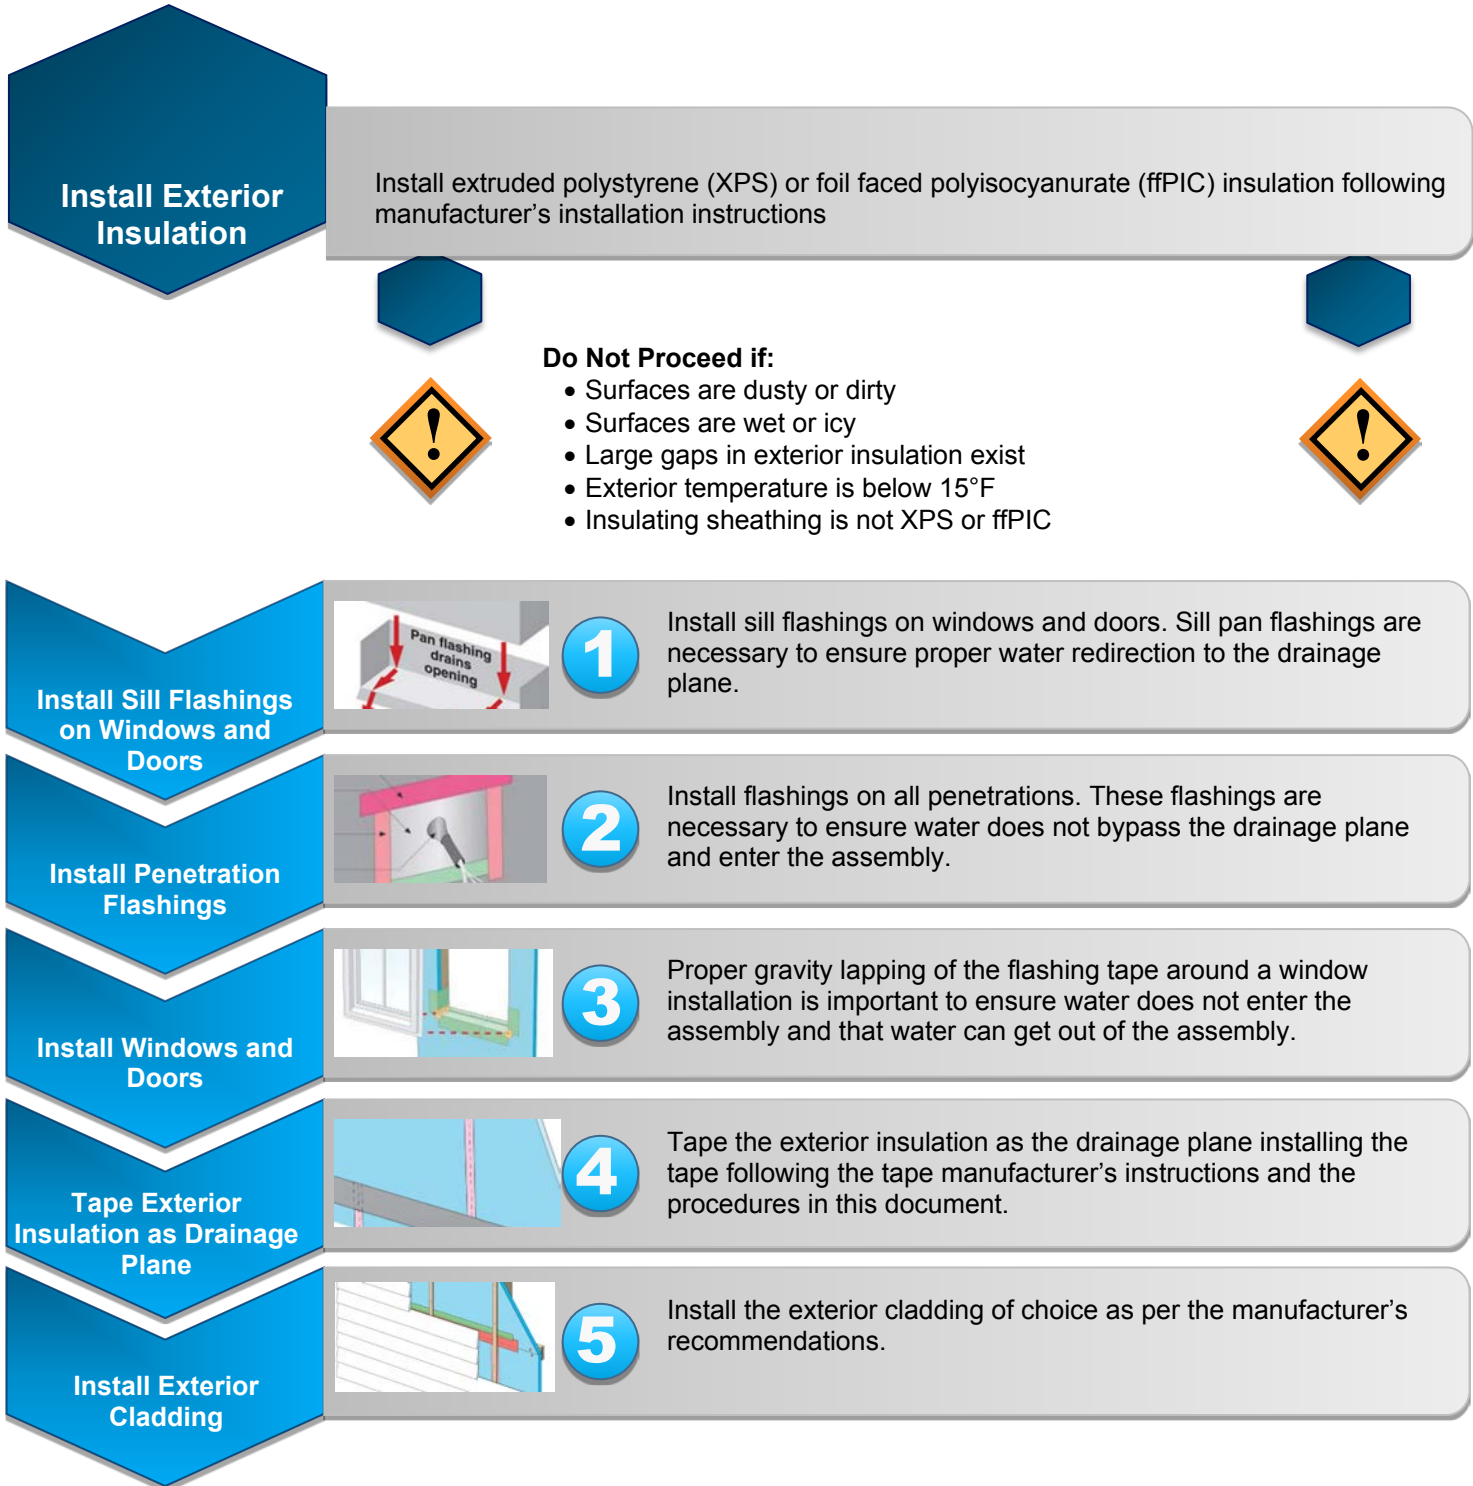 Install Exterior
Insulation
Install extruded polystyrene (XPS) or foil faced polyisocyanurate (ffPIC) insulation following
manufacturer’s installation instructions
Do Not Proceed if:
• Surfaces are dusty or dirty
• Surfaces are wet or icy
• Large gaps in exterior insulation exist
• Exterior temperature is below 15°F
• Insulating sheathing is not XPS or ffPIC
!
!
Install Sill Flashings
on Windows and
Doors
Pan flashing
drains
opening
1
Install sill flashings on windows and doors. Sill pan flashings are
necessary to ensure proper water redirection to the drainage
plane.
Install Penetration
Flashings
2
Install flashings on all penetrations. These flashings are
necessary to ensure water does not bypass the drainage plane
and enter the assembly.
Install Windows and
Doors
3
Proper gravity lapping of the flashing tape around a window
installation is important to ensure water does not enter the
assembly and that water can get out of the assembly.
Tape Exterior
Insulation as Drainage
Plane
4
Tape the exterior insulation as the drainage plane installing the
tape following the tape manufacturer’s instructions and the
procedures in this document.
Install Exterior
Cladding
5
Install the exterior cladding of choice as per the manufacturer’s
recommendations.